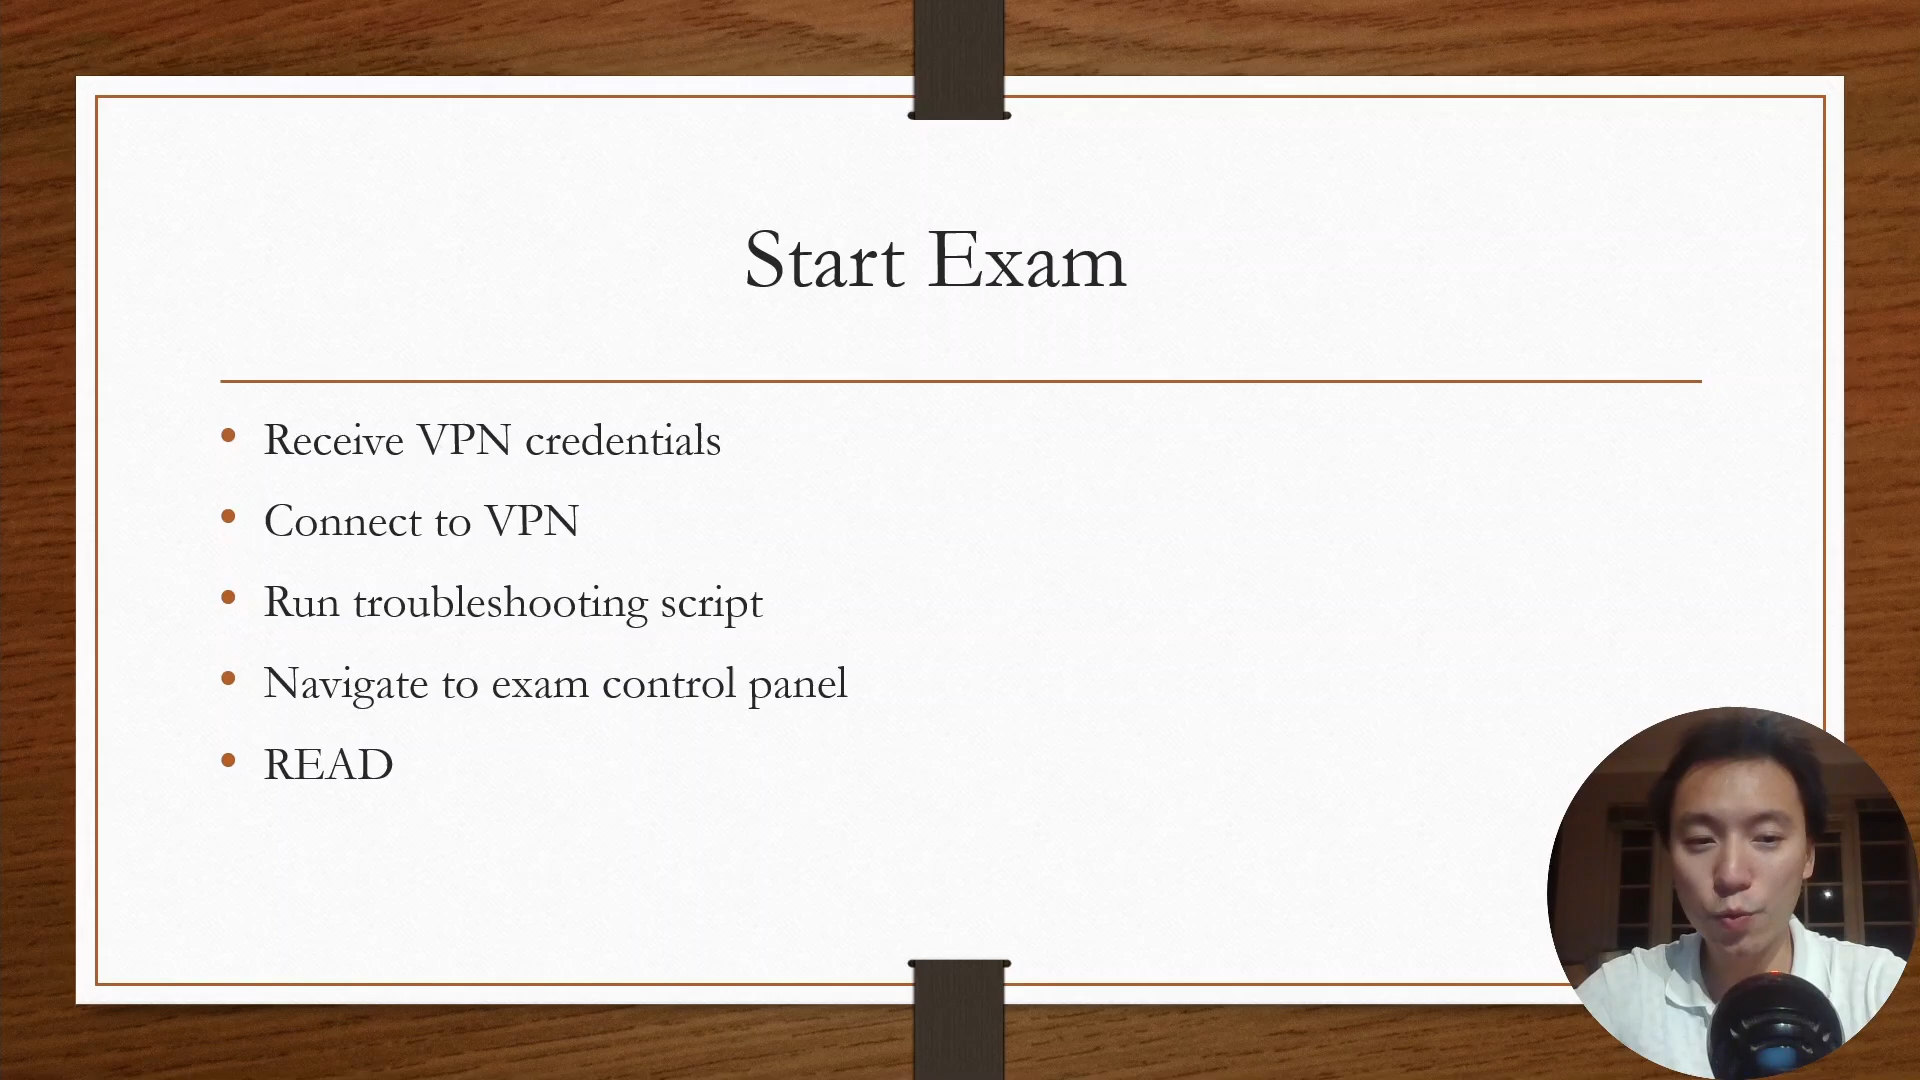 Start Exam
Receive VPN credentials
Connect to VPN
Run troubleshooting script
Navigate to exam control panel
READ